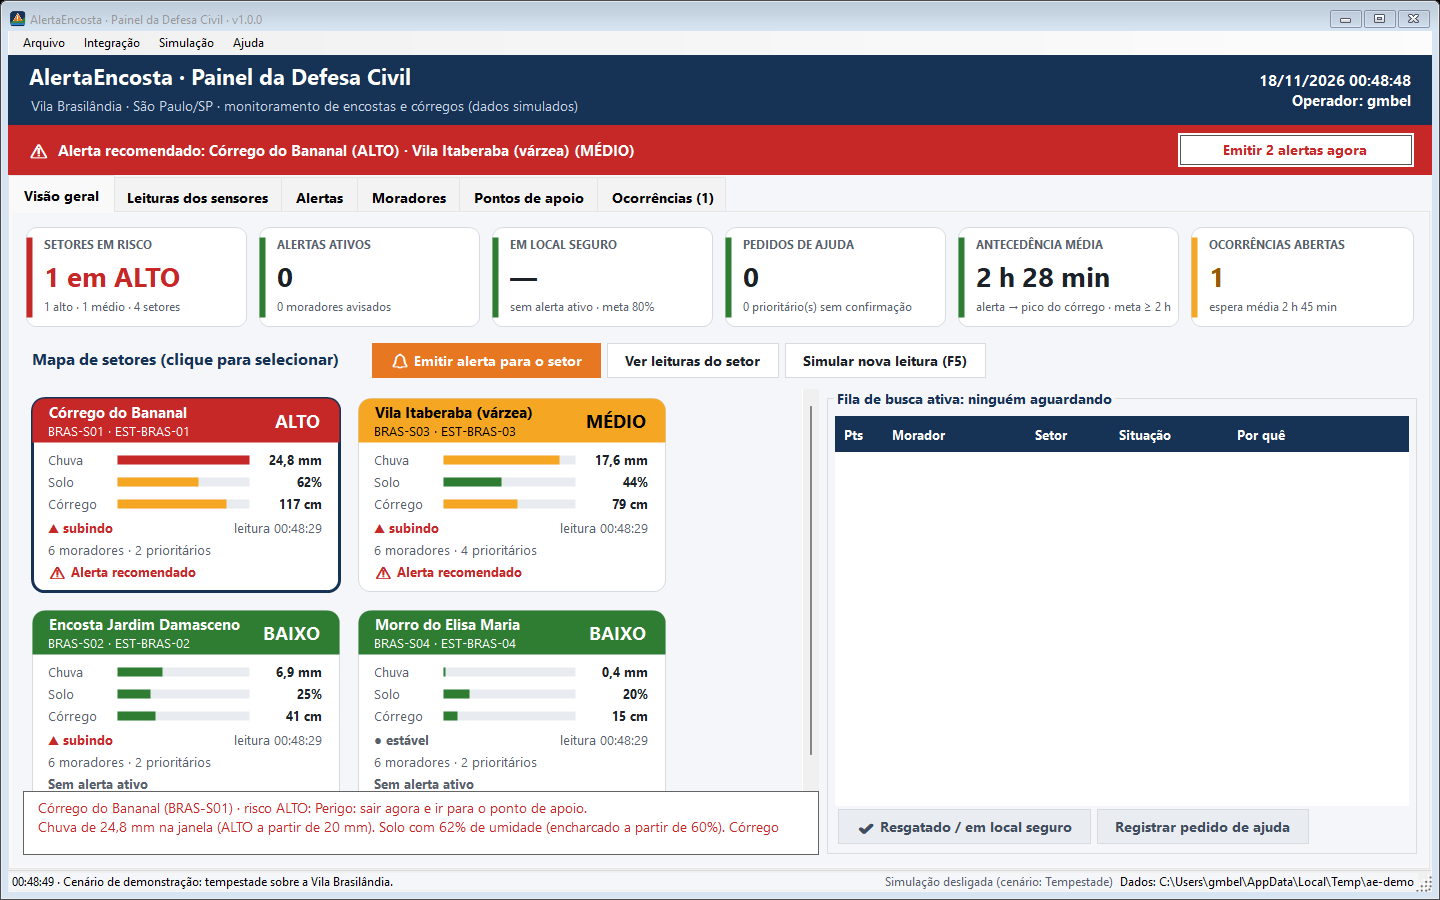 AlertaEncosta · Painel da Defesa Civil · v1.0.0
Arquivo Integração Simulação Ajuda
AlertaEncosta · Painel da Defesa Civil
Vila Brasilândia · São Paulo/SP · monitoramento de encostas e córregos (dados simulados)
18/11/2026 00:48:48
Operador: gmbel
Alerta recomendado: Córrego do Bananal (ALTO) · Vila Itaberaba (várzea) (MÉDIO)
Emitir 2 alertas agora
Visão geral Leituras dos sensores Alertas Moradores Pontos de apoio Ocorrências (1)
SETORES EM RISCO
1 em ALTO
1 alto · 1 médio · 4 setores
ALERTAS ATIVOS
0
0 moradores avisados
EM LOCAL SEGURO
—
sem alerta ativo · meta 80%
PEDIDOS DE AJUDA
0
0 prioritário(s) sem confirmação
ANTECEDÊNCIA MÉDIA
2 h 28 min
alerta → pico do córrego · meta ≥ 2 h
OCORRÊNCIAS ABERTAS
1
espera média 2 h 45 min
Mapa de setores (clique para selecionar)
Emitir alerta para o setor
Ver leituras do setor
Simular nova leitura (F5)
Córrego do Bananal
BRAS-S01 · EST-BRAS-01
ALTO
Chuva 24,8 mm
Solo 62%
Córrego 117 cm
▲ subindo leitura 00:48:29
6 moradores · 2 prioritários
Alerta recomendado
Vila Itaberaba (várzea)
BRAS-S03 · EST-BRAS-03
MÉDIO
Chuva 17,6 mm
Solo 44%
Córrego 79 cm
▲ subindo leitura 00:48:29
6 moradores · 4 prioritários
Alerta recomendado
Encosta Jardim Damasceno
BRAS-S02 · EST-BRAS-02
BAIXO
Chuva 6,9 mm
Solo 25%
Córrego 41 cm
▲ subindo leitura 00:48:29
6 moradores · 2 prioritários
Sem alerta ativo
Morro do Elisa Maria
BRAS-S04 · EST-BRAS-04
BAIXO
Chuva 0,4 mm
Solo 20%
Córrego 15 cm
● estável leitura 00:48:29
6 moradores · 2 prioritários
Sem alerta ativo
Córrego do Bananal (BRAS-S01) · risco ALTO: Perigo: sair agora e ir para o ponto de apoio.
Chuva de 24,8 mm na janela (ALTO a partir de 20 mm). Solo com 62% de umidade (encharcado a partir de 60%). Córrego
Fila de busca ativa: ninguém aguardando
Pts Morador Setor Situação Por quê
Resgatado / em local seguro
Registrar pedido de ajuda
00:48:49 · Cenário de demonstração: tempestade sobre a Vila Brasilândia.
Simulação desligada (cenário: Tempestade) Dados: C:\Users\gmbel\AppData\Local\Temp\ae-demo